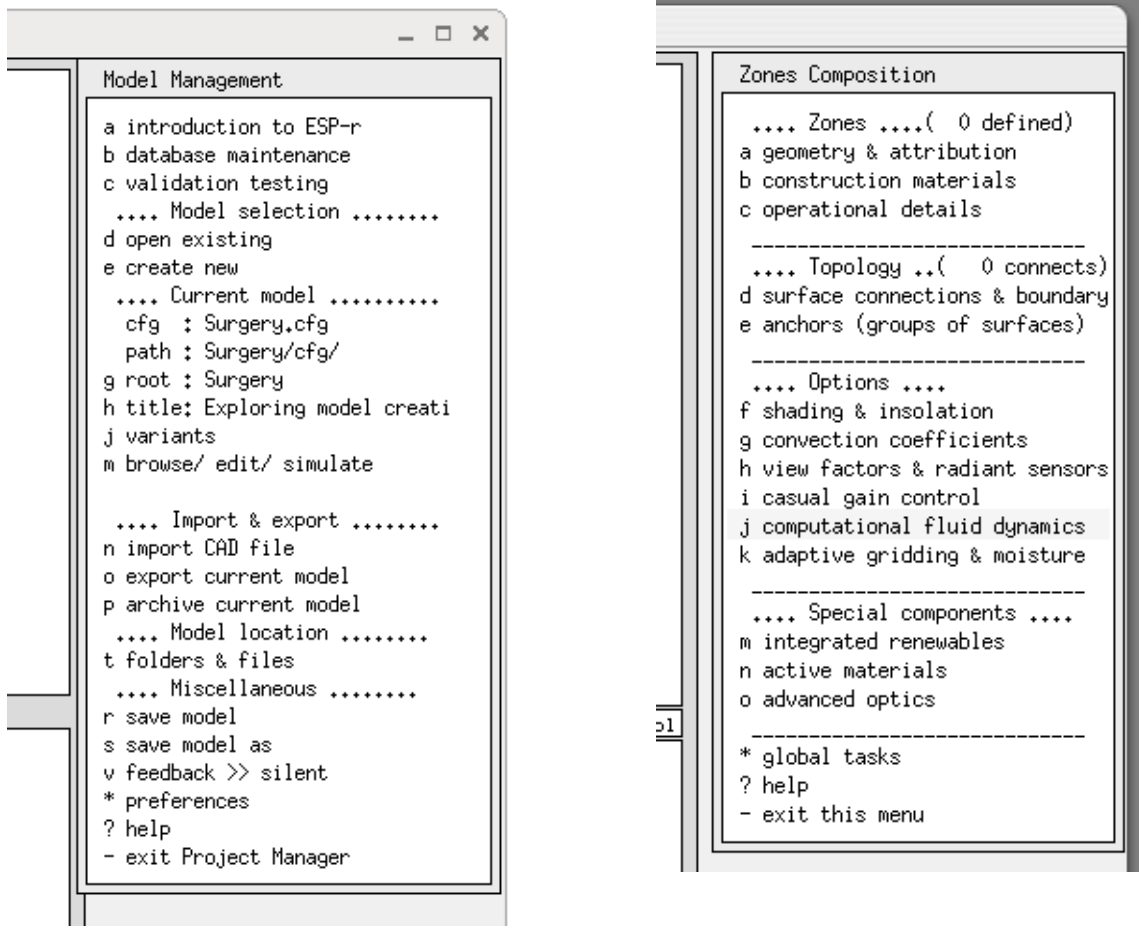 Model Management
a introduction to ESP-r
b database maintenance
c validation testing
.... Model selection ........
d open existing
e create new
.... Current model ..........
cfg : Surgery.cfg
path : Surgery/cfg/
g root : Surgery
h title: Exploring model creati
j variants
m browse/ edit/ simulate
.... Import & export ........
n import CAD file
o export current model
p archive current model
.... Model location ........
t folders & files
.... Miscellaneous ........
r save model
s save model as
v feedback >> silent
* preferences
? help
- exit Project Manager
Zones Composition
.... Zones ....( 0 defined)
a geometry & attribution
b construction materials
c operational details
_____________________________
.... Topology ..( 0 connects)
d surface connections & boundary
e anchors (groups of surfaces)
_____________________________
.... Options ....
f shading & insolation
g convection coefficients
h view factors & radiant sensors
i casual gain control
j computational fluid dynamics
k adaptive gridding & moisture
_____________________________
.... Special components ....
m integrated renewables
n active materials
o advanced optics
_____________________________
* global tasks
? help
- exit this menu